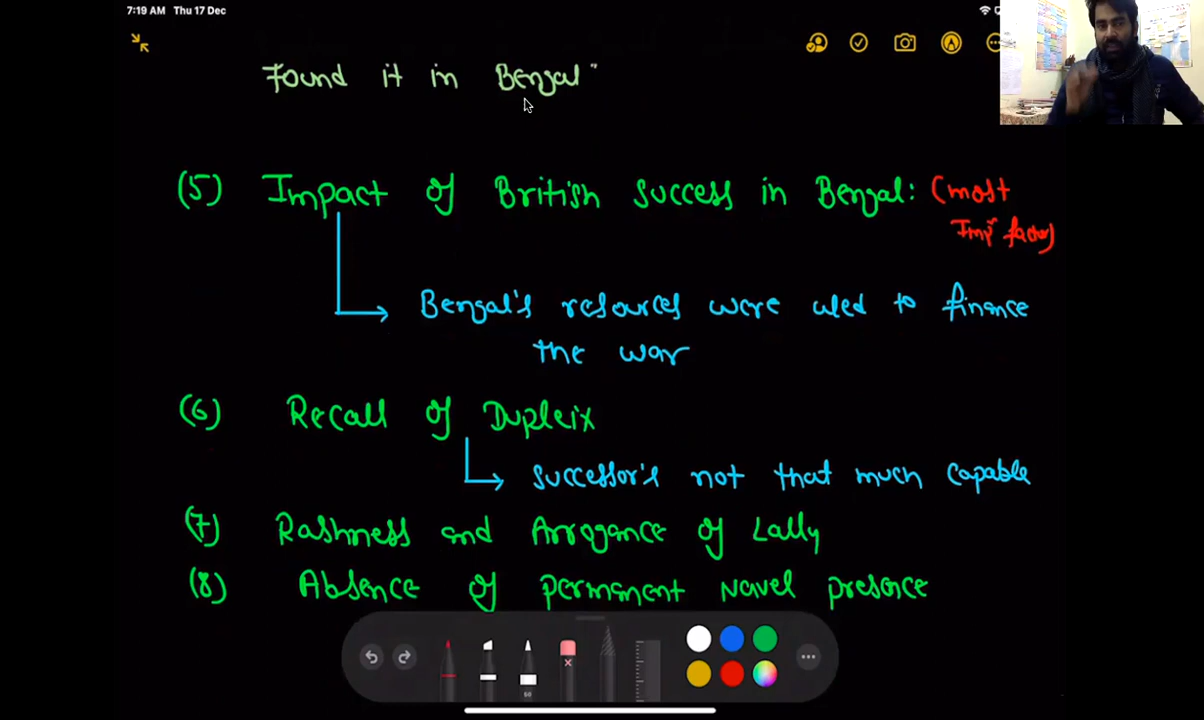 7:19 AM Thu 17 Dec
Found it in Bengal"
(5) Impact of British Success in Bengal: (most
Imp factor)
Bengal's resources were used to finance
the war
(6) Recall of Dupleix
Successor's not that much capable
(7) Rashness and Arrogance of Lally
(8) Absence of permanent Navel presence